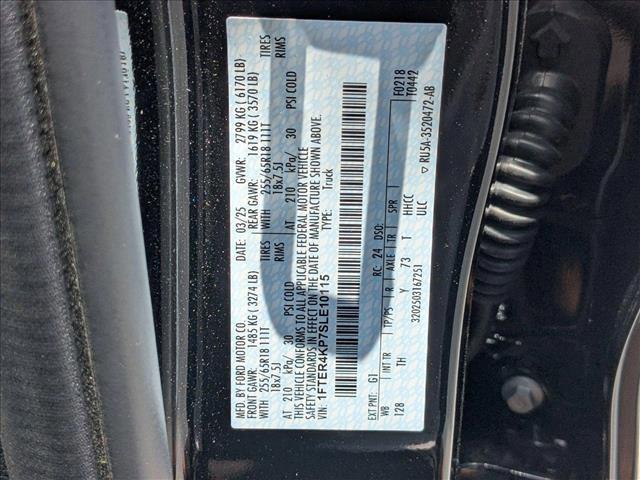 MFD. BY FORD MOTOR CO. DATE: 03/25 GVWR: 2799 KG ( 6170 LB)
FRONT GAWR: 1485 KG ( 3274 LB) REAR GAWR: 1619 KG ( 3570 LB)
WITH 255/65R18 111T TIRES WITH 255/65R18 111T TIRES
18x7.5J RIMS 18x7.5J RIMS
AT 210 kPa/ 30 PSI COLD AT 210 kPa/ 30 PSI COLD
THIS VEHICLE CONFORMS TO ALL APPLICABLE FEDERAL MOTOR VEHICLE
SAFETY STANDARDS IN EFFECT ON THE DATE OF MANUFACTURE SHOWN ABOVE.
VIN: 1FTER4KP7SLE10115 TYPE: Truck
F0218
T0442
EXT PNT: G1 RC: 24 DSO:
WB INT TR TP/PS R AXLE TR SPR
128 TH Y 73 T HHCC
ULC
3202503167251
RU5A-3520472-AB